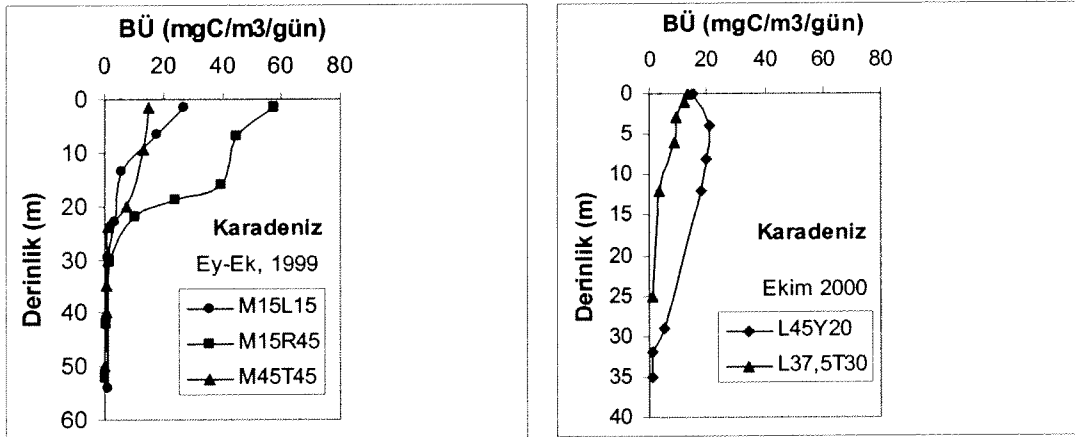 BÜ (mgC/m3/gün)
0 20 40 60 80
0
10
20
30
40
50
60
Derinlik (m)
Karadeniz
Ey-Ek, 1999
M15L15
M15R45
M45T45
BÜ (mgC/m3/gün)
0 20 40 60 80
0
5
10
15
20
25
30
35
40
Derinlik (m)
Karadeniz
Ekim 2000
L45Y20
L37,5T30